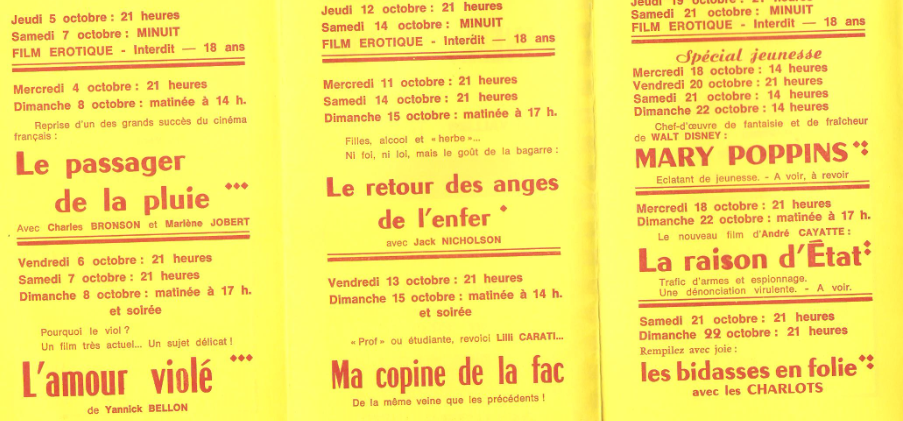 Jeudi 5 octobre : 21 heures
Samedi 7 octobre : MINUIT
FILM EROTIQUE - Interdit — 18 ans
Mercredi 4 octobre : 21 heures
Dimanche 8 octobre : matinée à 14 h.
Reprise d'un des grands succès du cinéma
français :
Le passager
de la pluie ***
Avec Charles BRONSON et Marlène JOBERT
Vendredi 6 octobre : 21 heures
Samedi 7 octobre : 21 heures
Dimanche 8 octobre : matinée à 17 h.
et soirée
Pourquoi le viol ?
Un film très actuel... Un sujet délicat !
L'amour violé ***
de Yannick BELLON
Jeudi 12 octobre : 21 heures
Samedi 14 octobre : MINUIT
FILM EROTIQUE - Interdit — 18 ans
Mercredi 11 octobre : 21 heures
Samedi 14 octobre : 21 heures
Dimanche 15 octobre : matinée à 17 h.
Filles, alcool et « herbe »...
Ni foi, ni loi, mais le goût de la bagarre :
Le retour des anges
de l'enfer *
avec Jack NICHOLSON
Vendredi 13 octobre : 21 heures
Dimanche 15 octobre : matinée à 14 h.
et soirée
« Prof » ou étudiante, revoici Lilli CARATI...
Ma copine de la fac
De la même veine que les précédents !
Jeudi 19 octobre : 21 heures
Samedi 21 octobre : MINUIT
FILM EROTIQUE - Interdit — 18 ans
Spécial jeunesse
Mercredi 18 octobre : 14 heures
Vendredi 20 octobre : 21 heures
Samedi 21 octobre : 14 heures
Dimanche 22 octobre : 14 heures
Chef-d'œuvre de fantaisie et de fraîcheur
de WALT DISNEY :
MARY POPPINS ***
Eclatant de jeunesse. - A voir, à revoir
Mercredi 18 octobre : 21 heures
Dimanche 22 octobre : matinée à 17 h.
Le nouveau film d'André CAYATTE :
La raison d'État **
Trafic d'armes et espionnage.
Une dénonciation virulente. - A voir.
Samedi 21 octobre : 21 heures
Dimanche 22 octobre : 21 heures
Rempilez avec joie :
les bidasses en folie **
avec les CHARLOTS